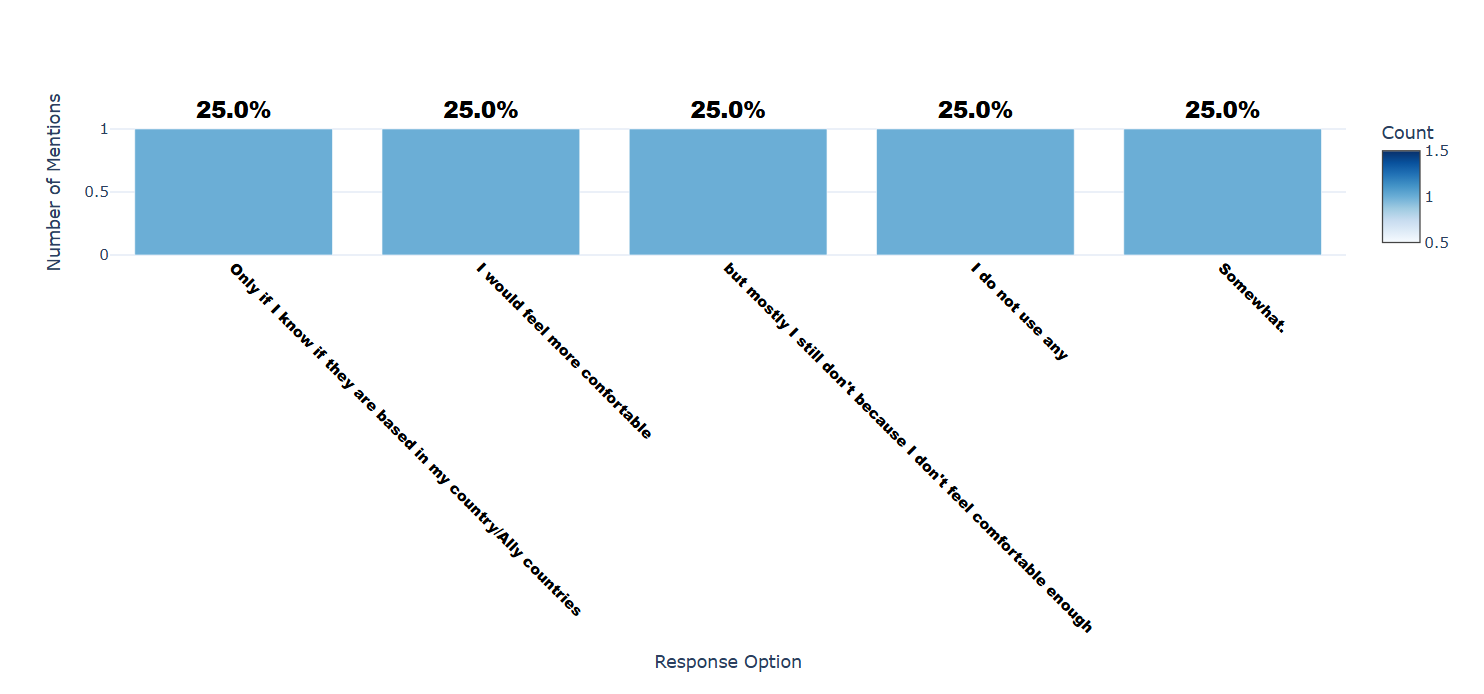 25.0% 25.0% 25.0% 25.0% 25.0%
Number of Mentions
1
0.5
0
Only if I know if they are based in my country/Ally countries
I would feel more confortable
but mostly I still don't because I don't feel comfortable enough
I do not use any
Somewhat.
Response Option
Count
1.5
1
0.5